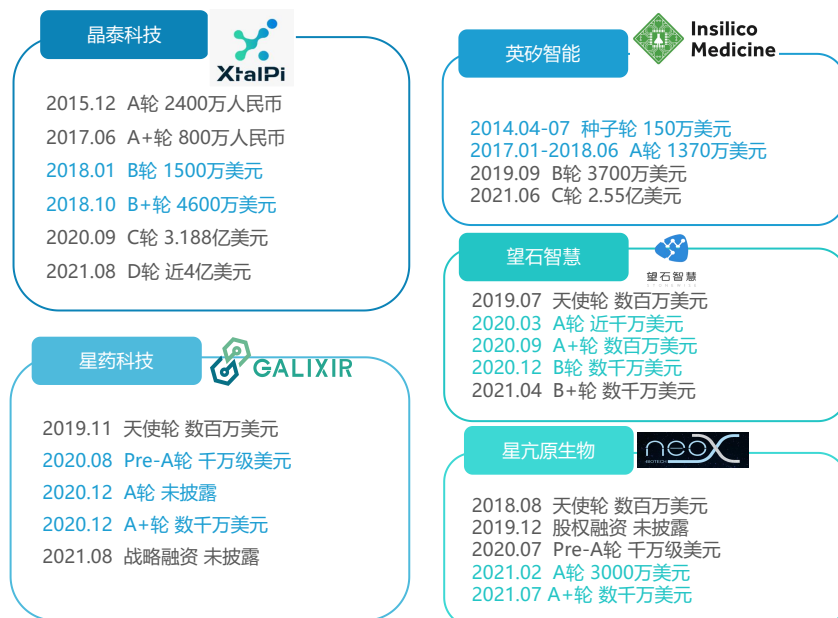 晶泰科技
XtalPi
2015.12 A轮 2400万人民币
2017.06 A+轮 800万人民币
2018.01 B轮 1500万美元
2018.10 B+轮 4600万美元
2020.09 C轮 3.188亿美元
2021.08 D轮 近4亿美元
星药科技
GALIXIR
2019.11 天使轮 数百万美元
2020.08 Pre-A轮 千万级美元
2020.12 A轮 未披露
2020.12 A+轮 数千万美元
2021.08 战略融资 未披露
英矽智能
Insilico
Medicine
2014.04-07 种子轮 150万美元
2017.01-2018.06 A轮 1370万美元
2019.09 B轮 3700万美元
2021.06 C轮 2.55亿美元
望石智慧
望石智慧
STONEWISE
2019.07 天使轮 数百万美元
2020.03 A轮 近千万美元
2020.09 A+轮 数百万美元
2020.12 B轮 数千万美元
2021.04 B+轮 数千万美元
星亢原生物
neoX
BIOTECH
2018.08 天使轮 数百万美元
2019.12 股权融资 未披露
2020.07 Pre-A轮 千万级美元
2021.02 A轮 3000万美元
2021.07 A+轮 数千万美元